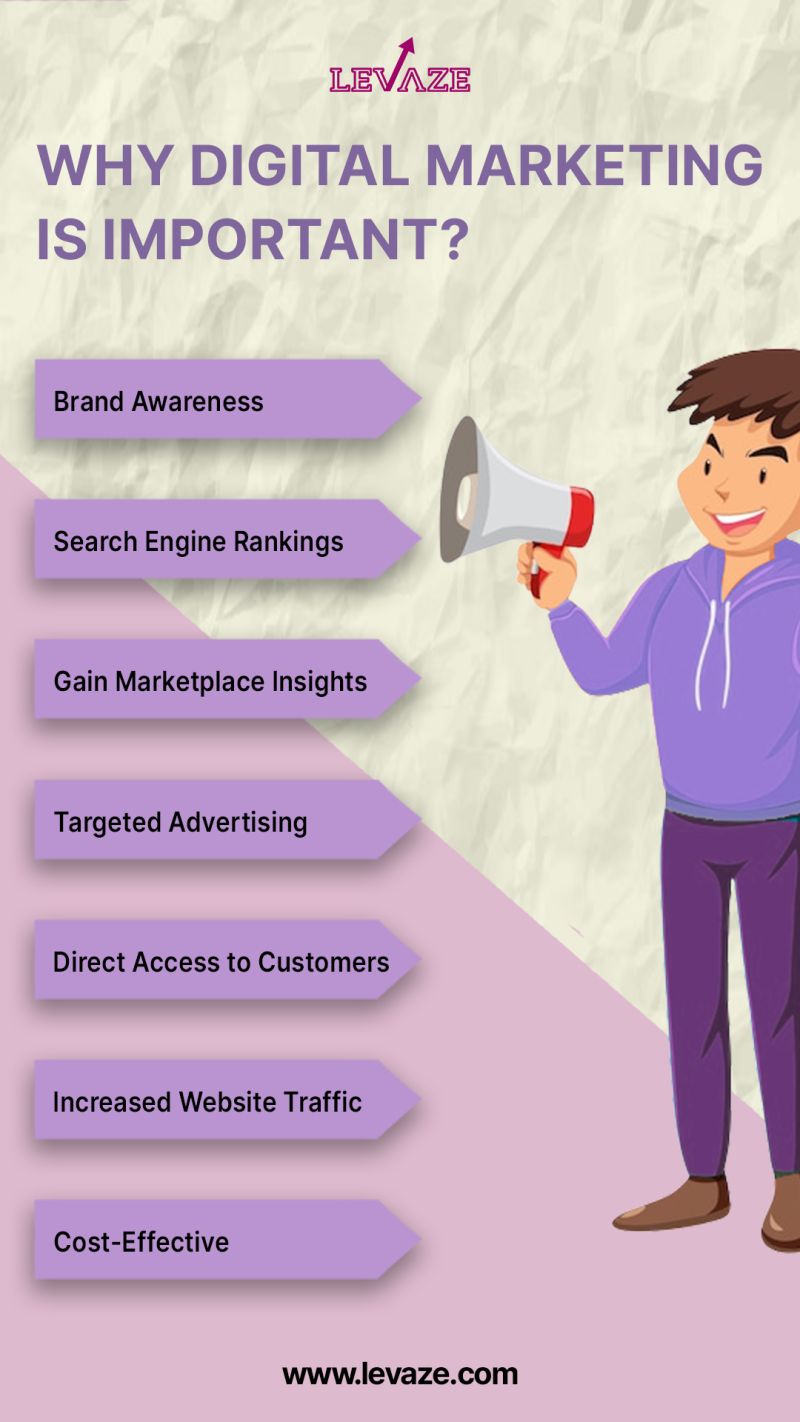 LEVAZE
WHY DIGITAL MARKETING
IS IMPORTANT?
Brand Awareness
Search Engine Rankings
Gain Marketplace Insights
Targeted Advertising
Direct Access to Customers
Increased Website Traffic
Cost-Effective
www.levaze.com